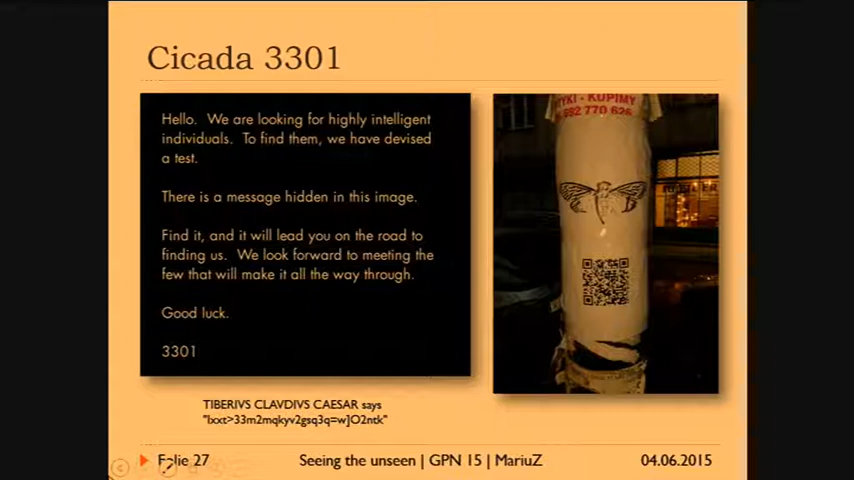 Cicada 3301
Hello. We are looking for highly intelligent
individuals. To find them, we have devised
a test.
There is a message hidden in this image.
Find it, and it will lead you on the road to
finding us. We look forward to meeting the
few that will make it all the way through.
Good luck.
3301
KUPIMY
692 770 626
TIBERIVS CLAVDIVS CAESAR says
"lxxt>33m2mqkyv2gsq3q=w]O2ntk"
Folie 27
Seeing the unseen | GPN 15 | MariuZ
04.06.2015